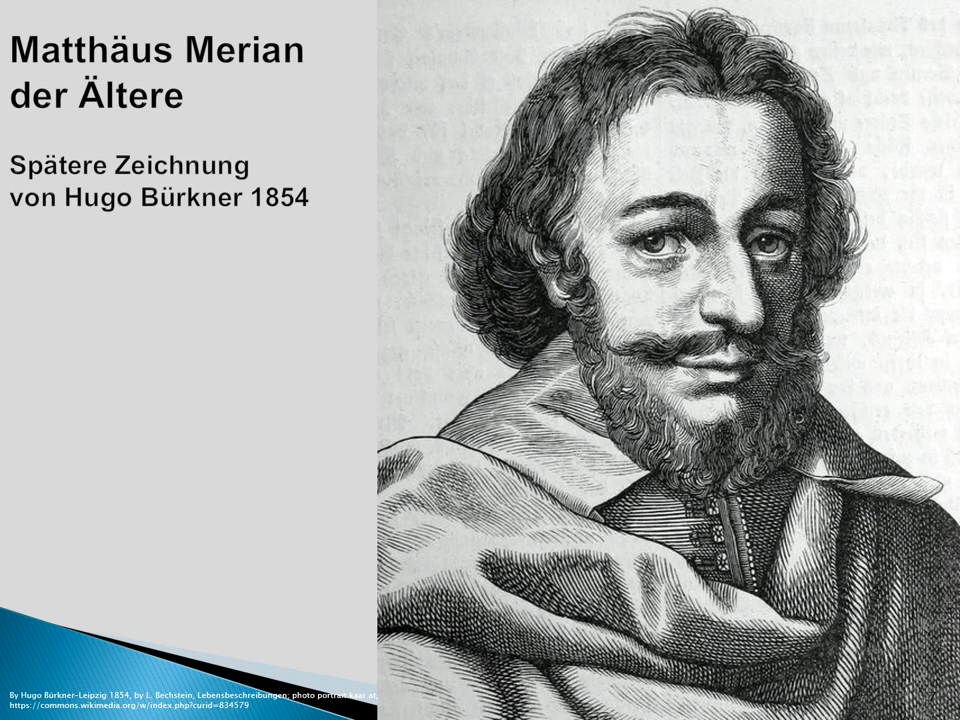 Matthäus Merian
der Ältere
Spätere Zeichnung
von Hugo Bürkner 1854
By Hugo Bürkner-Leipzig 1854, by L. Bechstein, Lebensbeschreibungen; photo portrait.kaar.at,
https://commons.wikimedia.org/w/index.php?curid=834579